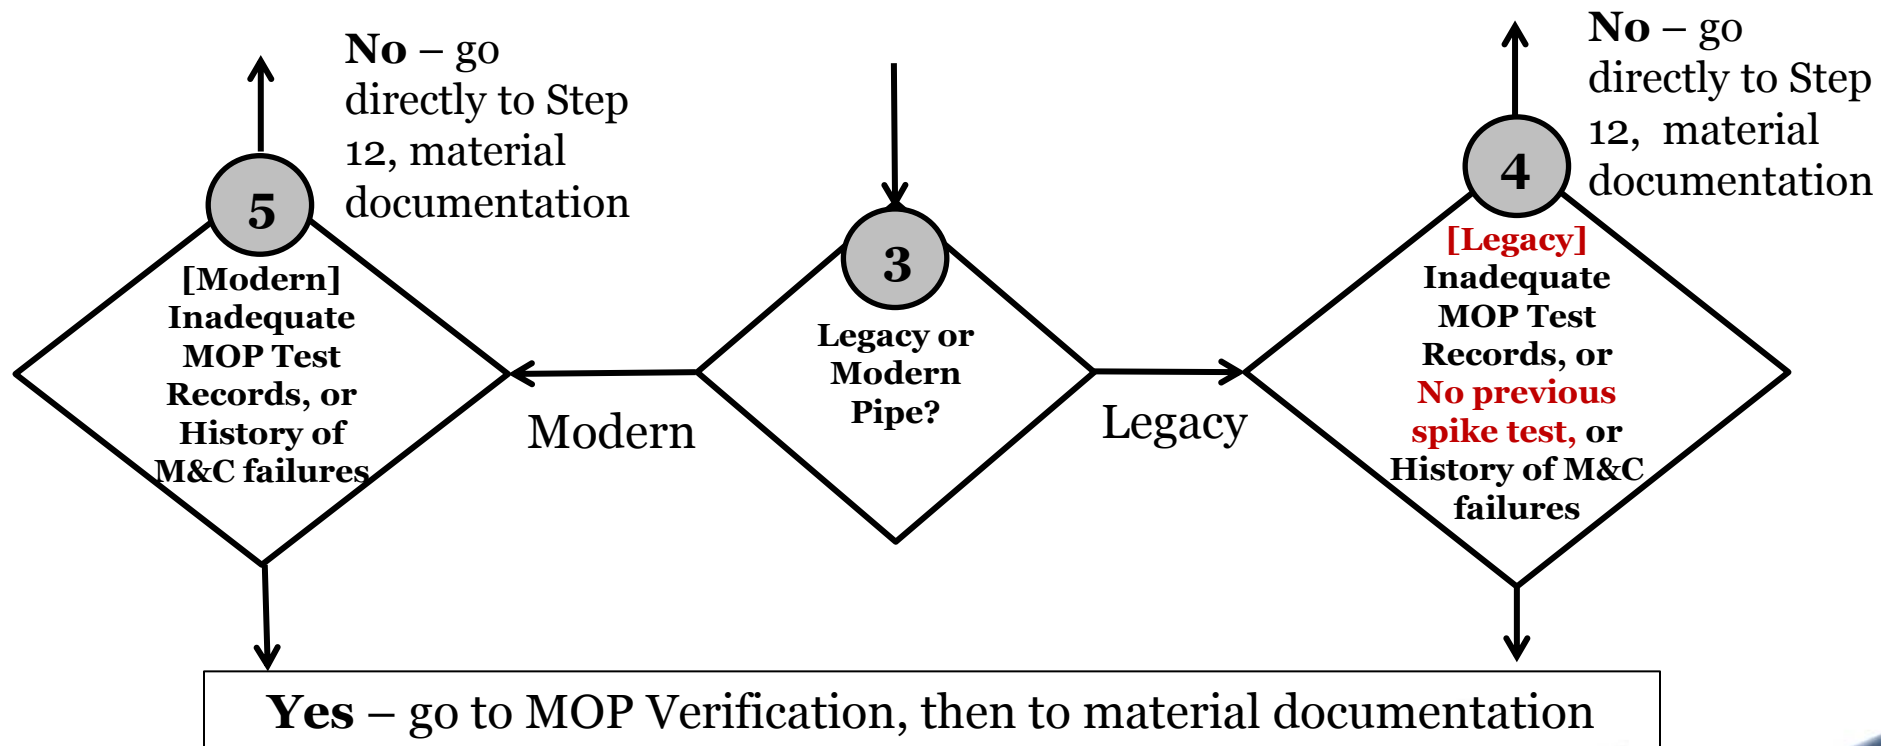 No – go
directly to Step
12, material
documentation
5
[Modern]
Inadequate
MOP Test
Records, or
History of
M&C failures
Modern
3
Legacy or
Modern
Pipe?
Legacy
No – go
directly to Step
12, material
documentation
4
[Legacy]
Inadequate
MOP Test
Records, or
No previous
spike test, or
History of M&C
failures
Yes – go to MOP Verification, then to material documentation